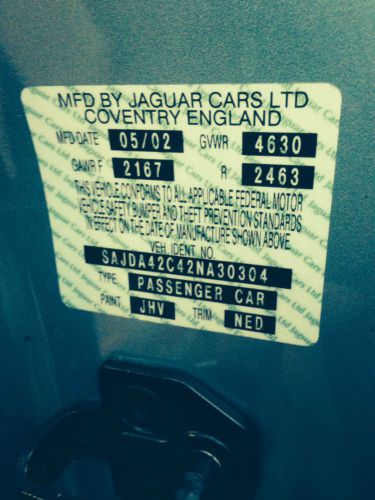 MFD BY JAGUAR CARS LTD
COVENTRY ENGLAND
MFD DATE 05/02 GVWR 4630
GAWR F 2167 R 2463
THIS VEHICLE CONFORMS TO ALL APPLICABLE FEDERAL MOTOR
VEHICLE SAFETY BUMPER AND THEFT PREVENTION STANDARDS
IN EFFECT ON THE DATE OF MANUFACTURE SHOWN ABOVE.
VEH IDENT NO.
SAJDA42C42NA30304
TYPE PASSENGER CAR
PAINT JHV TRIM NED